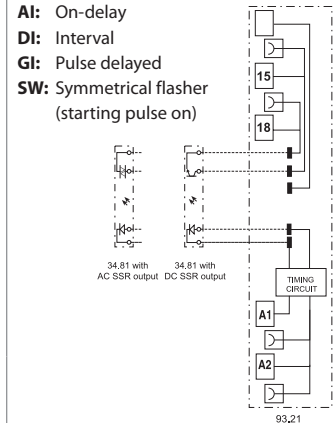 AI: On-delay
DI: Interval
GI: Pulse delayed
SW: Symmetrical flasher
(starting pulse on)
15
18
34.81 with
AC SSR output
34.81 with
DC SSR output
TIMING
CIRCUIT
A1
A2
93.21